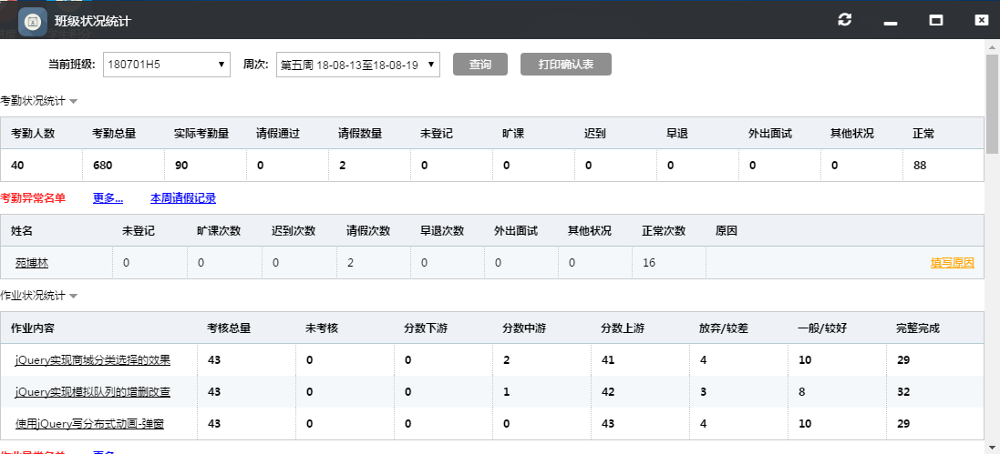 班级状况统计
当前班级: 180701H5 周次: 第五周 18-08-13至18-08-19 查询 打印确认表
考勤状况统计
考勤人数 考勤总量 实际考勤量 请假通过 请假数量 未登记 旷课 迟到 早退 外出面试 其他状况 正常
40 680 90 0 2 0 0 0 0 0 0 88
考勤异常名单 更多... 本周请假记录
姓名 未登记 旷课次数 迟到次数 请假次数 早退次数 外出面试 其他状况 正常次数 原因
苑博林 0 0 0 2 0 0 0 16 填写原因
作业状况统计
作业内容 考核总量 未考核 分数下游 分数中游 分数上游 放弃/较差 一般/较好 完整完成
jQuery实现商城分类选择的效果 43 0 0 2 41 4 10 29
jQuery实现模拟队列的增删改查 43 0 0 1 42 3 8 32
使用jQuery写分布式动画-弹窗 43 0 0 0 43 4 10 29
作业异常名单 更多